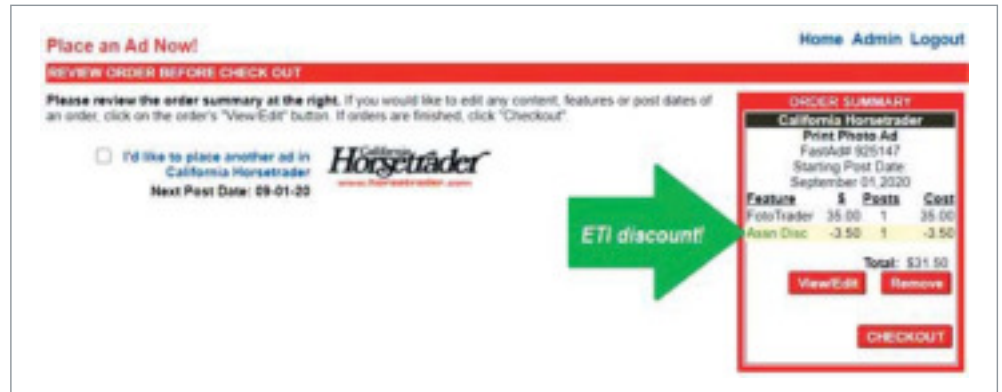 Place an Ad Now!
Home Admin Logout
REVIEW ORDER BEFORE CHECK OUT
Please review the order summary at the right. If you would like to edit any content, features or post dates of
an order, click on the order's "View/Edit" button. If orders are finished, click "Checkout".
I'd like to place another ad in
California Horsetrader
Next Post Date: 09-01-20
California
Horsetrader
www.horsetrader.com
ETI discount!
ORDER SUMMARY
California Horsetrader
Print Photo Ad
FastAd# 925147
Starting Post Date:
September 01,2020
Feature $ Posts Cost
FotoTrader 35.00 1 35.00
Assn Disc -3.50 1 -3.50
Total: $31.50
View/Edit Remove
CHECKOUT